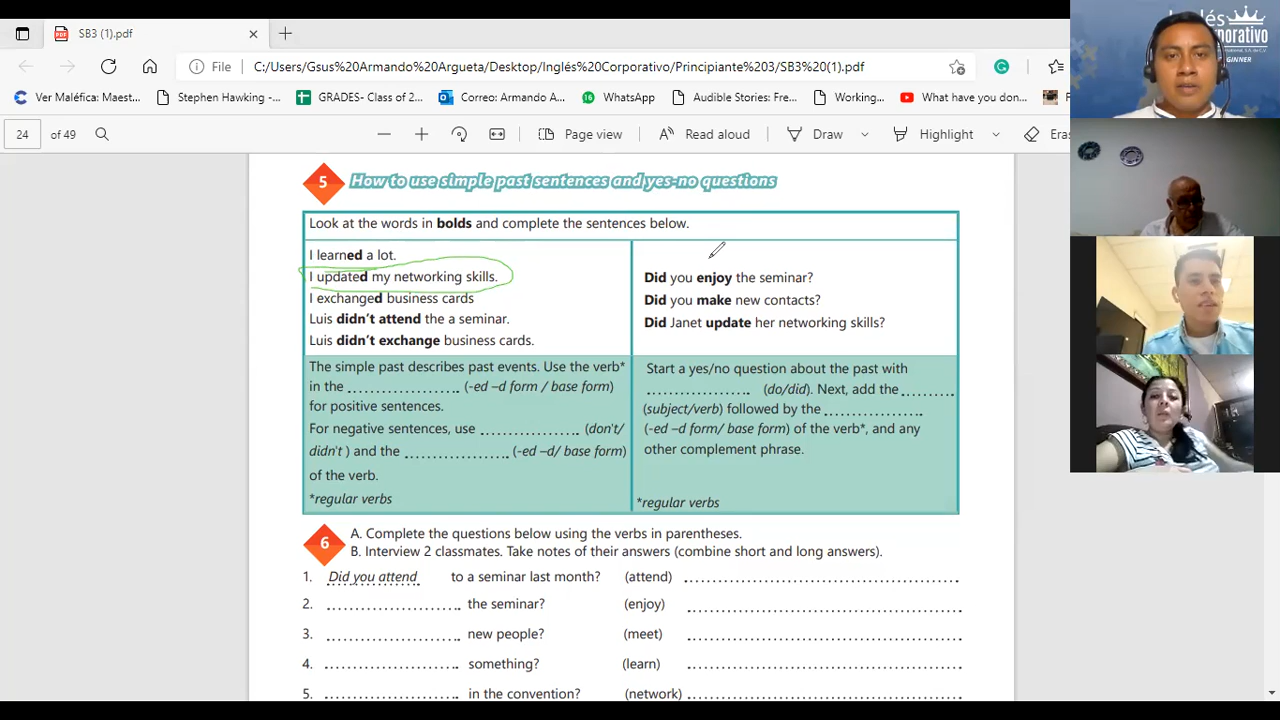 SB3 (1).pdf
File
C:/Users/Gsus%20Armando%20Argueta/Desktop/Inglés%20Corporativo/Principiante%203/SB3%20(1).pdf
Ver Maléfica: Maest...
Stephen Hawking -...
GRADES- Class of 2...
Correo: Armando A...
16
WhatsApp
Audible Stories: Fre...
Working...
What have you don...
24
of 49
Page view
Read aloud
Draw
Highlight
Eras
5
How to use simple past sentences and yes-no questions
Look at the words in bolds and complete the sentences below.
I learned a lot.
I updated my networking skills.
I exchanged business cards
Luis didn't attend the a seminar.
Luis didn't exchange business cards.
Did you enjoy the seminar?
Did you make new contacts?
Did Janet update her networking skills?
The simple past describes past events. Use the verb*
in the .................... (-ed –d form / base form)
for positive sentences.
For negative sentences, use .................... (don't/
didn't ) and the .................... (-ed –d/ base form)
of the verb.
*regular verbs
Start a yes/no question about the past with
.................... (do/did). Next, add the ..........
(subject/verb) followed by the ....................
(-ed –d form/ base form) of the verb*, and any
other complement phrase.
*regular verbs
6
A. Complete the questions below using the verbs in parentheses.
B. Interview 2 classmates. Take notes of their answers (combine short and long answers).
1. Did you attend to a seminar last month? (attend) ........................................
2. ........................ the seminar? (enjoy) ........................................
3. ........................ new people? (meet) ........................................
4. ........................ something? (learn) ........................................
5. ........................ in the convention? (network) ........................................